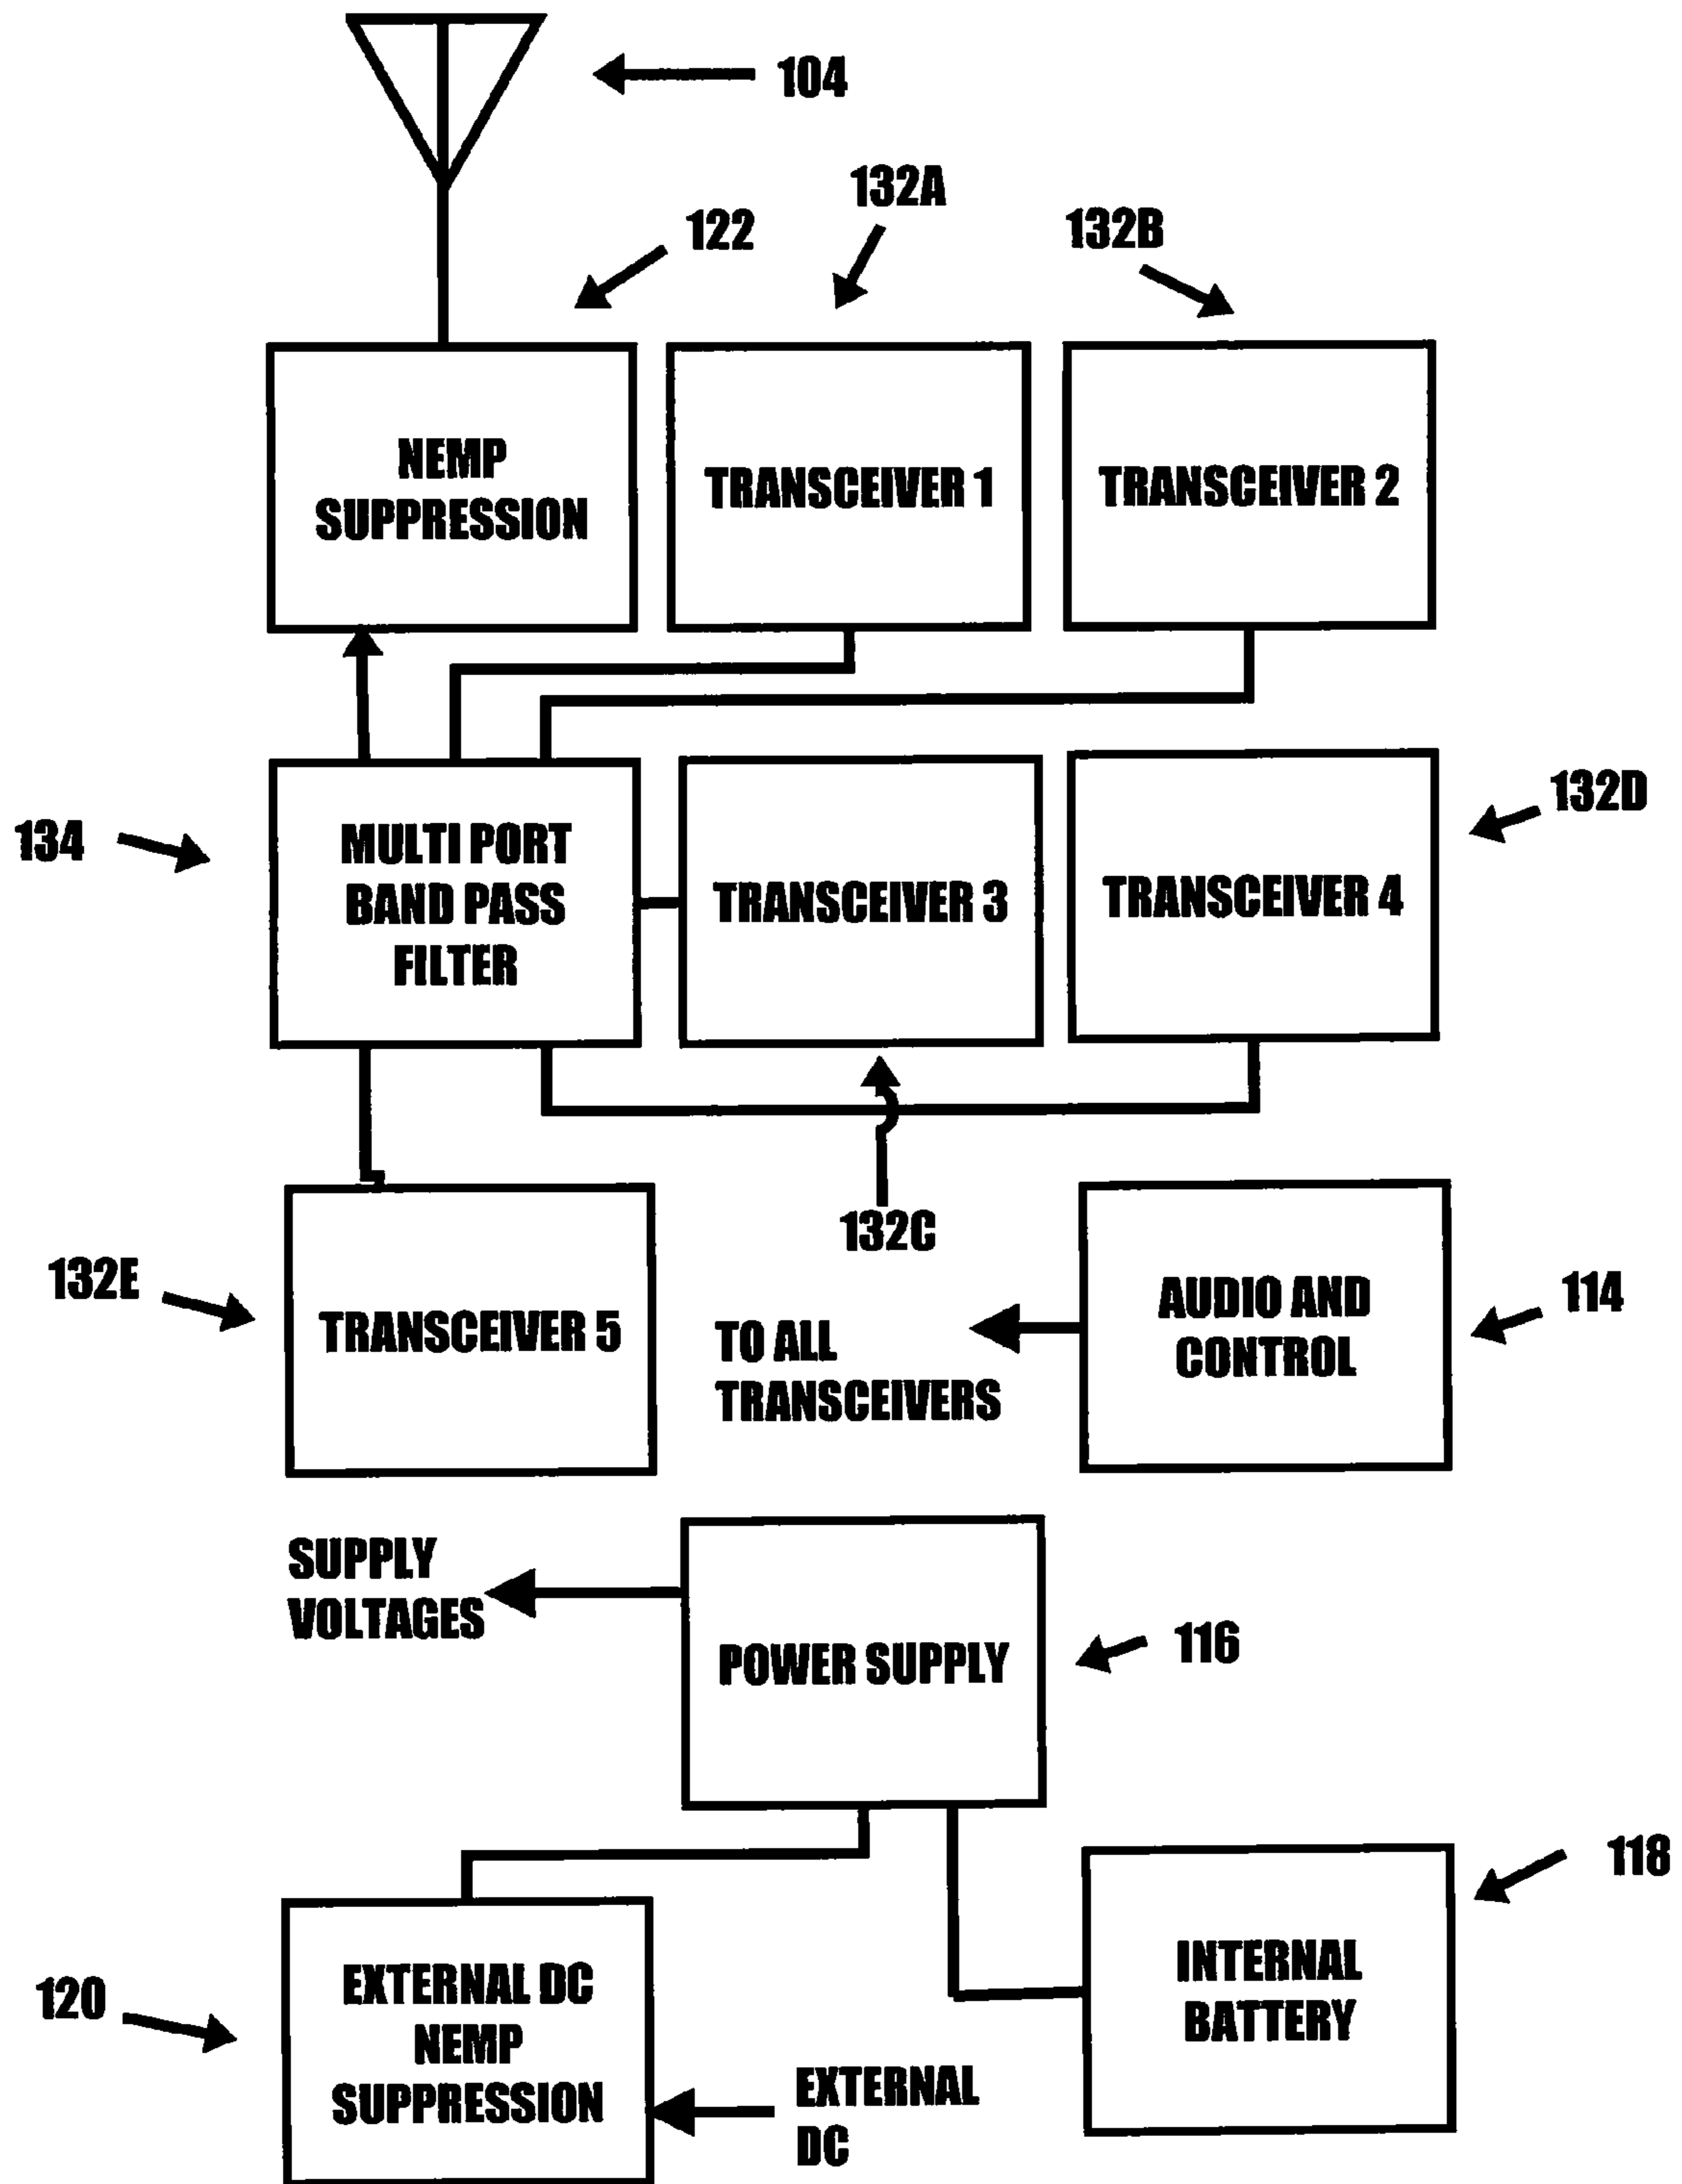 104
132A
122
132B
NEMP
SUPPRESSION
TRANSCEIVER 1
TRANSCEIVER 2
134
MULTI PORT
BAND PASS
FILTER
TRANSCEIVER 3
TRANSCEIVER 4
132D
132C
132E
TRANSCEIVER 5
TO ALL
TRANSCEIVERS
AUDIO AND
CONTROL
114
SUPPLY
VOLTAGES
POWER SUPPLY
116
118
120
EXTERNAL DC
NEMP
SUPPRESSION
INTERNAL
BATTERY
EXTERNAL
DC